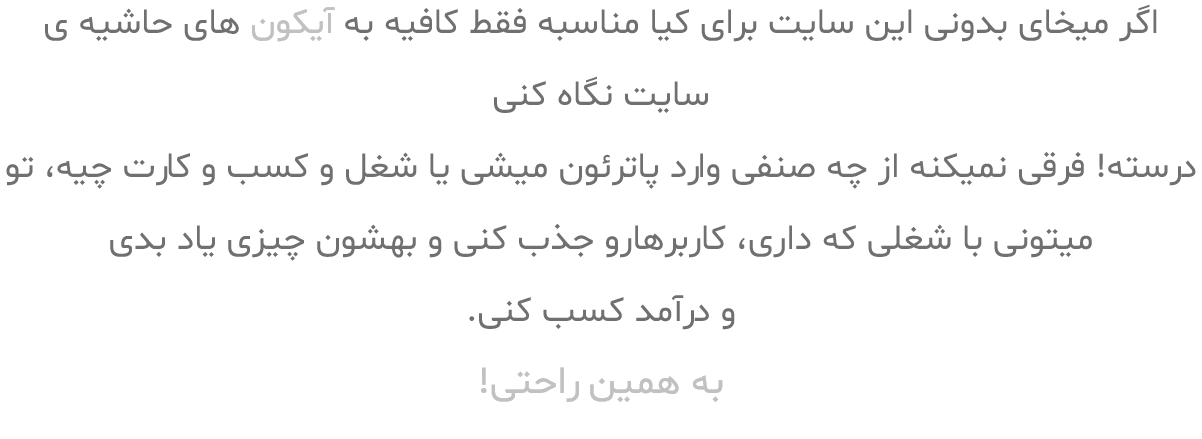 اگر میخای بدونی این سایت برای کیا مناسبه فقط کافیه به آیکون های حاشیه ی
سایت نگاه کنی
درسته! فرقی نمیکنه از چه صنفی وارد پاترئون میشی یا شغل و کسب و کارت چیه، تو
میتونی با شغلی که داری، کاربرهارو جذب کنی و بهشون چیزی یاد بدی
و درآمد کسب کنی.
به همین راحتی!